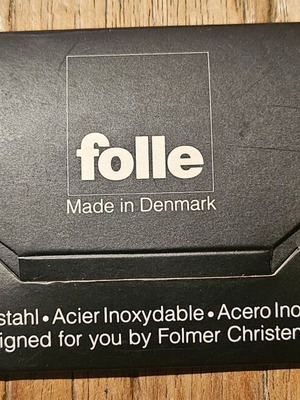 folle
Made in Denmark
stahl • Acier Inoxydable • Acero Ino
igned for you by Folmer Christen